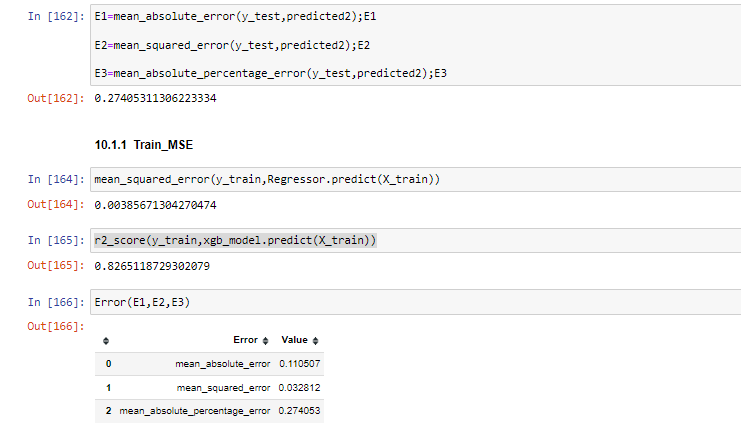 In [162]: E1=mean_absolute_error(y_test,predicted2);E1
E2=mean_squared_error(y_test,predicted2);E2
E3=mean_absolute_percentage_error(y_test,predicted2);E3
Out[162]: 0.27405311306223334
10.1.1 Train_MSE
In [164]: mean_squared_error(y_train,Regressor.predict(X_train))
Out[164]: 0.00385671304270474
In [165]: r2_score(y_train,xgb_model.predict(X_train))
Out[165]: 0.8265118729302079
In [166]: Error(E1,E2,E3)
Out[166]:
Error Value
0 mean_absolute_error 0.110507
1 mean_squared_error 0.032812
2 mean_absolute_percentage_error 0.274053